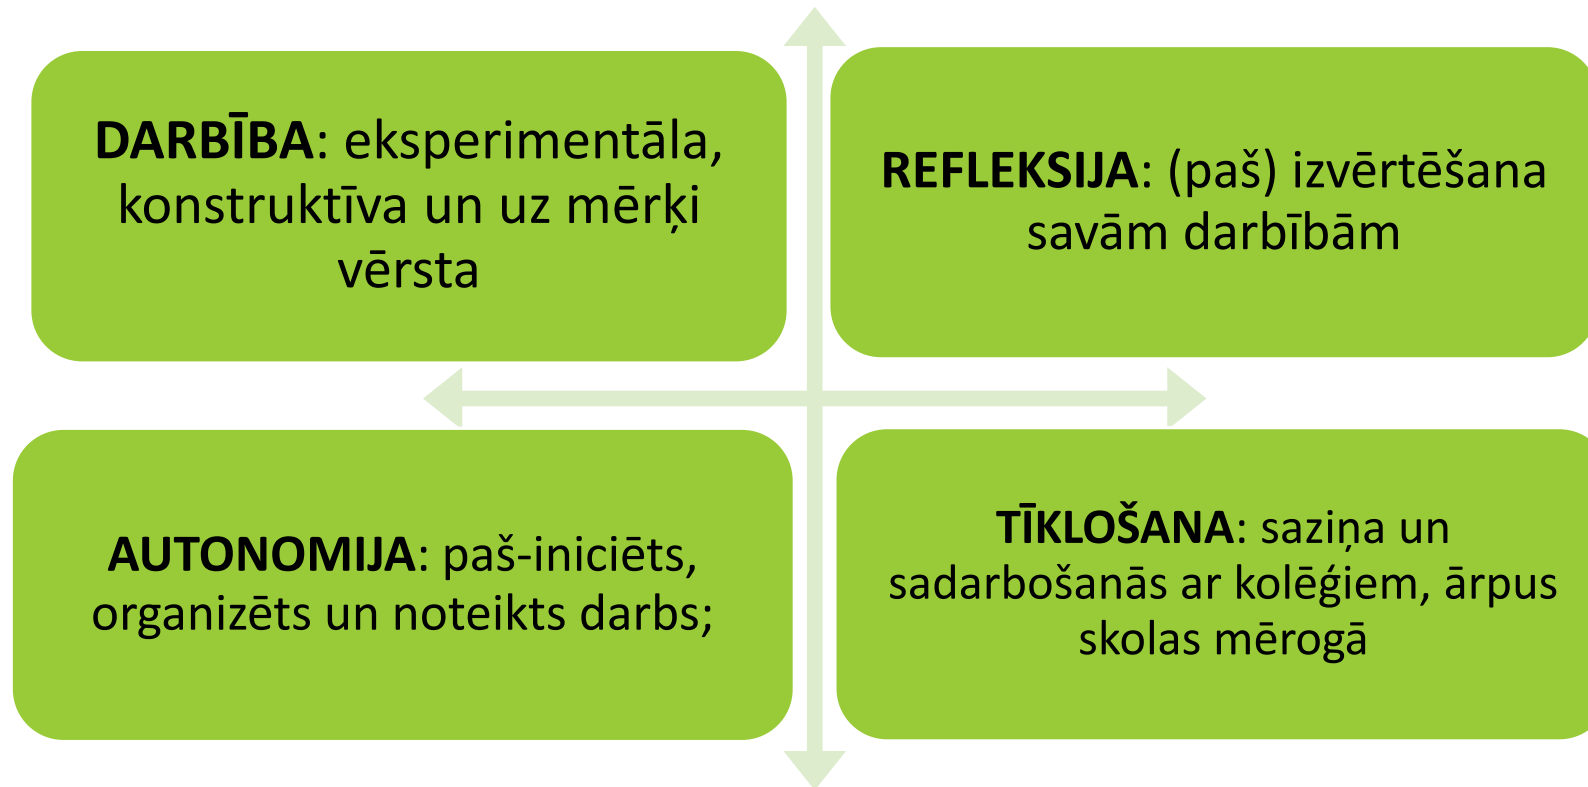 DARBĪBA: eksperimentāla,
konstruktīva un uz mērķi
vērsta
REFLEKSIJA: (paš) izvērtēšana
savām darbībām
AUTONOMIJA: paš-iniciēts,
organizēts un noteikts darbs;
TĪKLOŠANA: saziņa un
sadarbošanās ar kolēģiem, ārpus
skolas mērogā